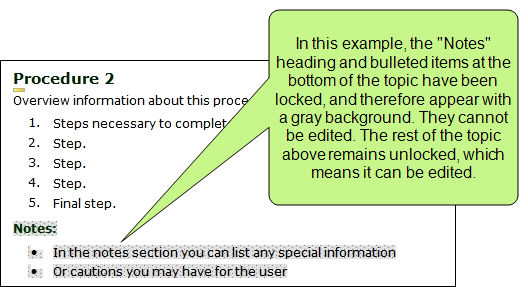 In this example, the "Notes"
heading and bulleted items at the
bottom of the topic have been
locked, and therefore appear with
a gray background. They cannot
be edited. The rest of the topic
above remains unlocked, which
means it can be edited.
Procedure 2
Overview information about this proce
1. Steps necessary to complet
2. Step.
3. Step.
4. Step.
5. Final step.
Notes:
• In the notes section you can list any special information
• Or cautions you may have for the user